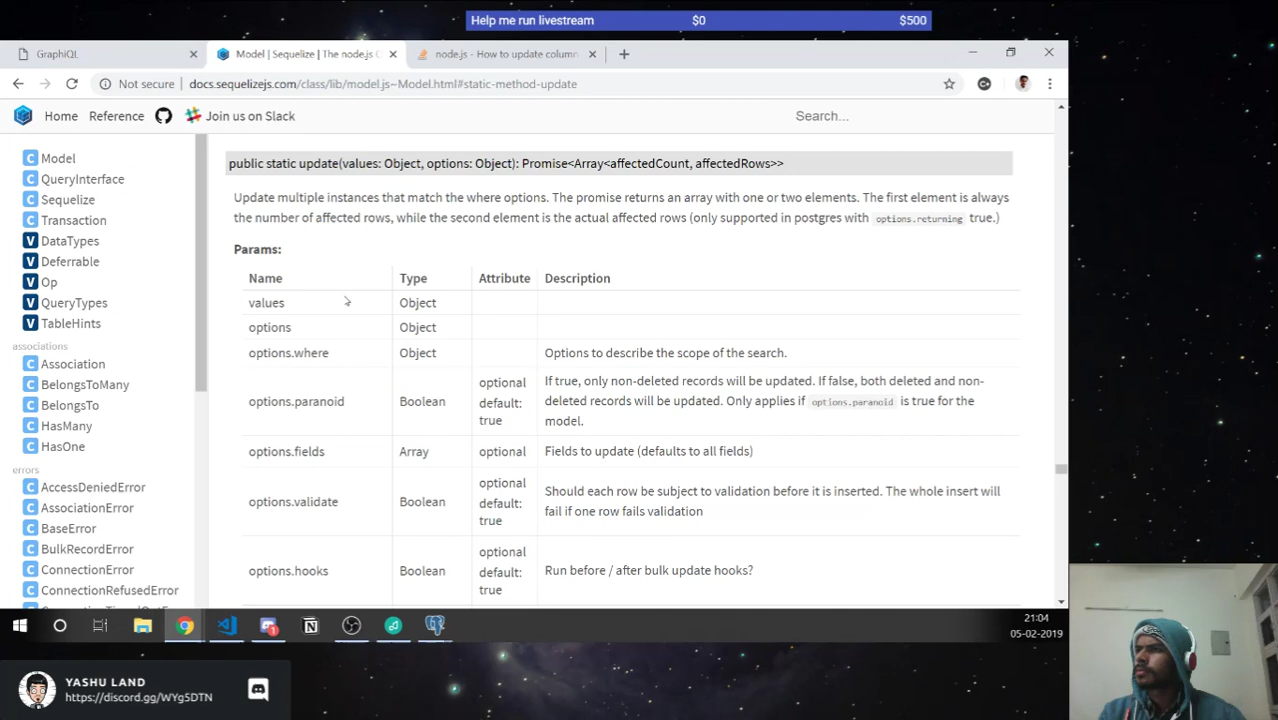 Help me run livestream $0 $500
GraphiQL
Model | Sequelize | The node.js
node.js - How to update column
Not secure docs.sequelizejs.com/class/lib/model.js~Model.html#static-method-update
Home Reference Join us on Slack Search...
C Model
C QueryInterface
C Sequelize
C Transaction
V DataTypes
V Deferrable
V Op
V QueryTypes
V TableHints
associations
C Association
C BelongsToMany
C BelongsTo
C HasMany
C HasOne
errors
C AccessDeniedError
C AssociationError
C BaseError
C BulkRecordError
C ConnectionError
C ConnectionRefusedError
public static update(values: Object, options: Object): Promise<Array<affectedCount, affectedRows>>
Update multiple instances that match the where options. The promise returns an array with one or two elements. The first element is always
the number of affected rows, while the second element is the actual affected rows (only supported in postgres with options.returning true.)
Params:
Name Type Attribute Description
values Object
options Object
options.where Object Options to describe the scope of the search.
options.paranoid Boolean
optional
default:
true
If true, only non-deleted records will be updated. If false, both deleted and non-
deleted records will be updated. Only applies if options.paranoid is true for the
model.
options.fields Array optional Fields to update (defaults to all fields)
options.validate Boolean
optional
default:
true
Should each row be subject to validation before it is inserted. The whole insert will
fail if one row fails validation
options.hooks Boolean
optional
default:
true
Run before / after bulk update hooks?
21:04
05-02-2019
YASHU LAND
https://discord.gg/WYg5DTN